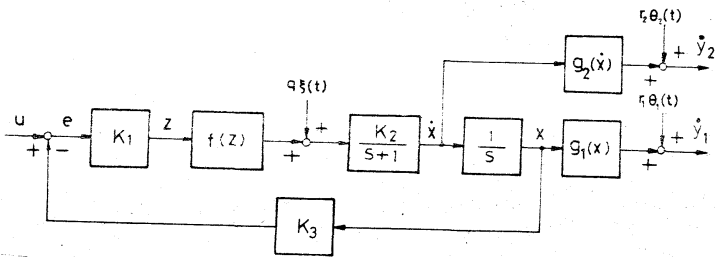 r₂θ₂(t)
g₂(ẋ)
+
+
ẏ₂
qξ(t)
r₁θ₁(t)
u
e
z
ẋ
x
+
−
K₁
f(Z)
+
+
K₂
S+1
1
S
g₁(x)
+
+
ẏ₁
K₃